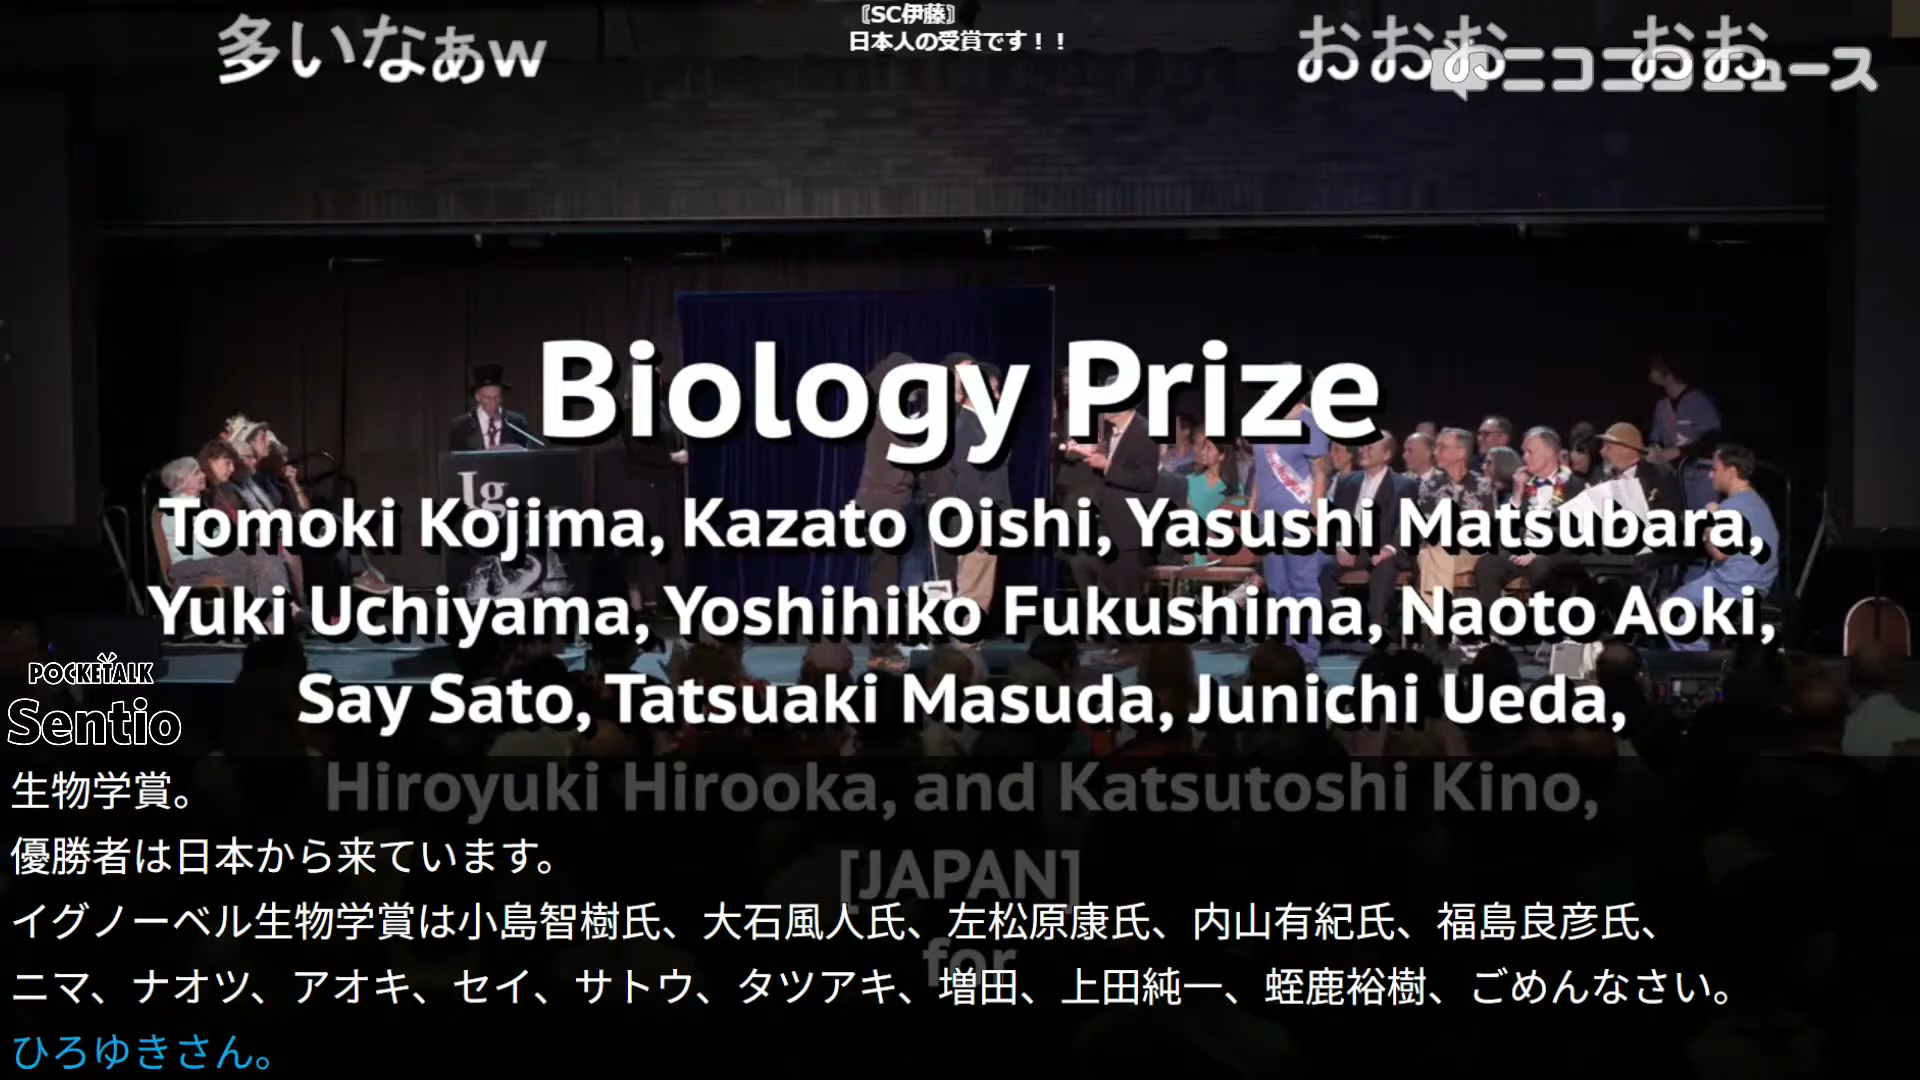 〖SC伊藤〗
日本人の受賞です！！
多いなぁw
おおお
おお
ニコニコニュース
Biology Prize
Ig
Tomoki Kojima, Kazato Oishi, Yasushi Matsubara,
Yuki Uchiyama, Yoshihiko Fukushima, Naoto Aoki,
Say Sato, Tatsuaki Masuda, Junichi Ueda,
Hiroyuki Hirooka, and Katsutoshi Kino,
[JAPAN]
for
POCKETALK
Sentio
生物学賞。
優勝者は日本から来ています。
イグノーベル生物学賞は小島智樹氏、大石風人氏、左松原康氏、内山有紀氏、福島良彦氏、
ニマ、ナオツ、アオキ、セイ、サトウ、タツアキ、増田、上田純一、蛭鹿裕樹、ごめんなさい。
ひろゆきさん。